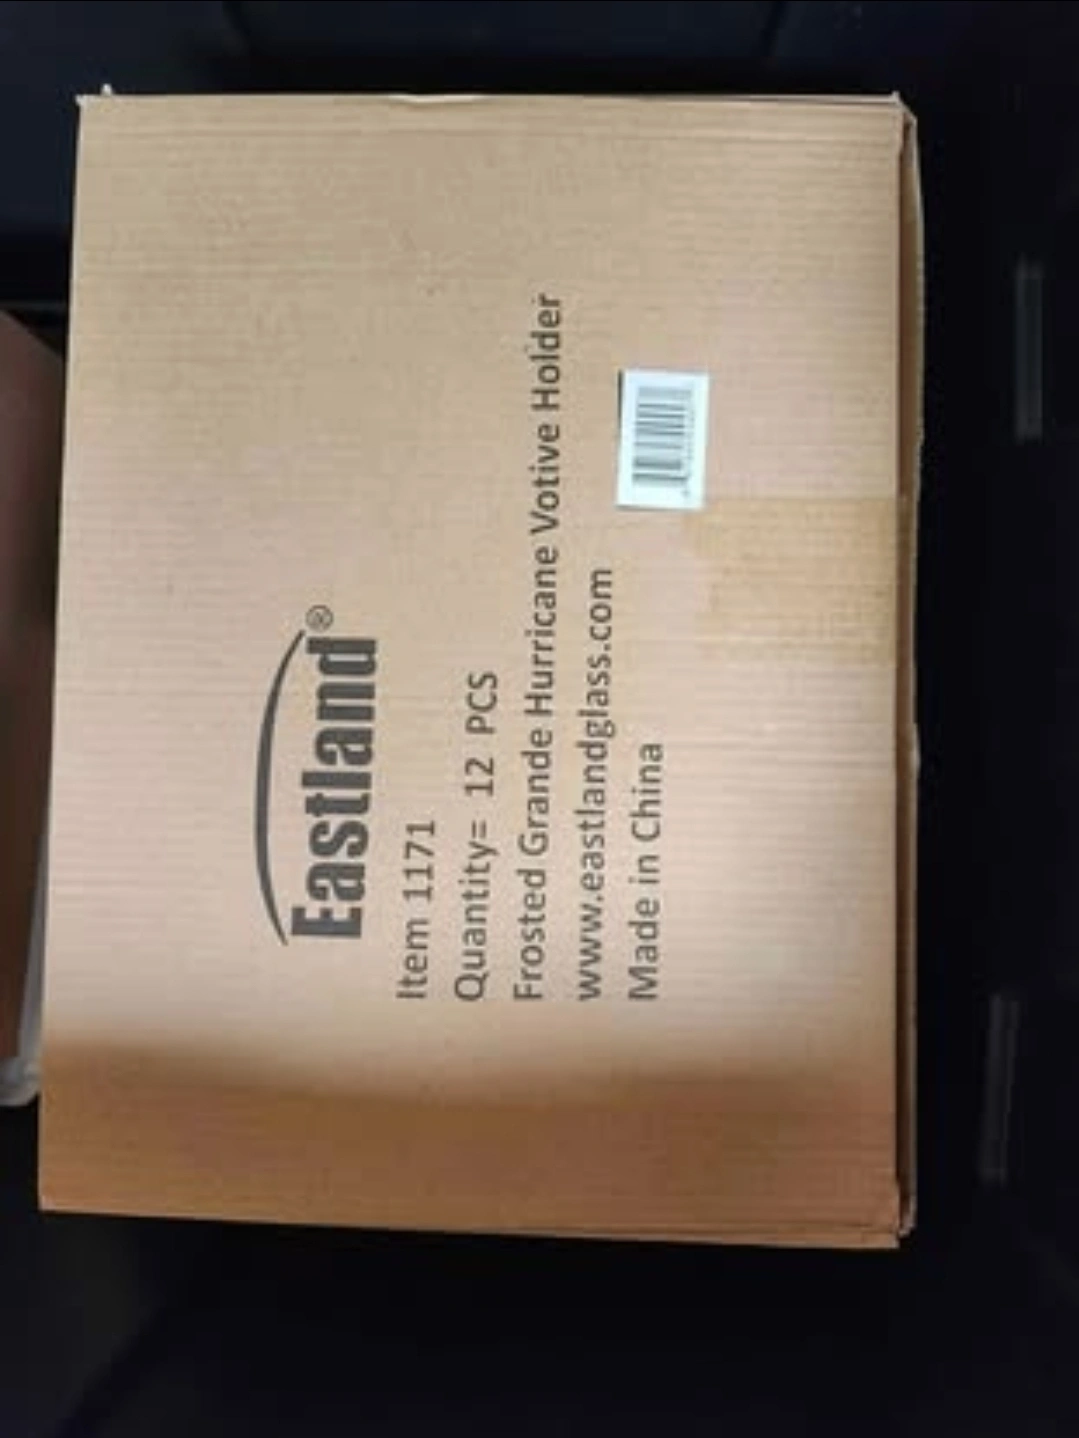 Eastland®
Item 1171
Quantity= 12 PCS
Frosted Grande Hurricane Votive Holder
www.eastlandglass.com
Made in China